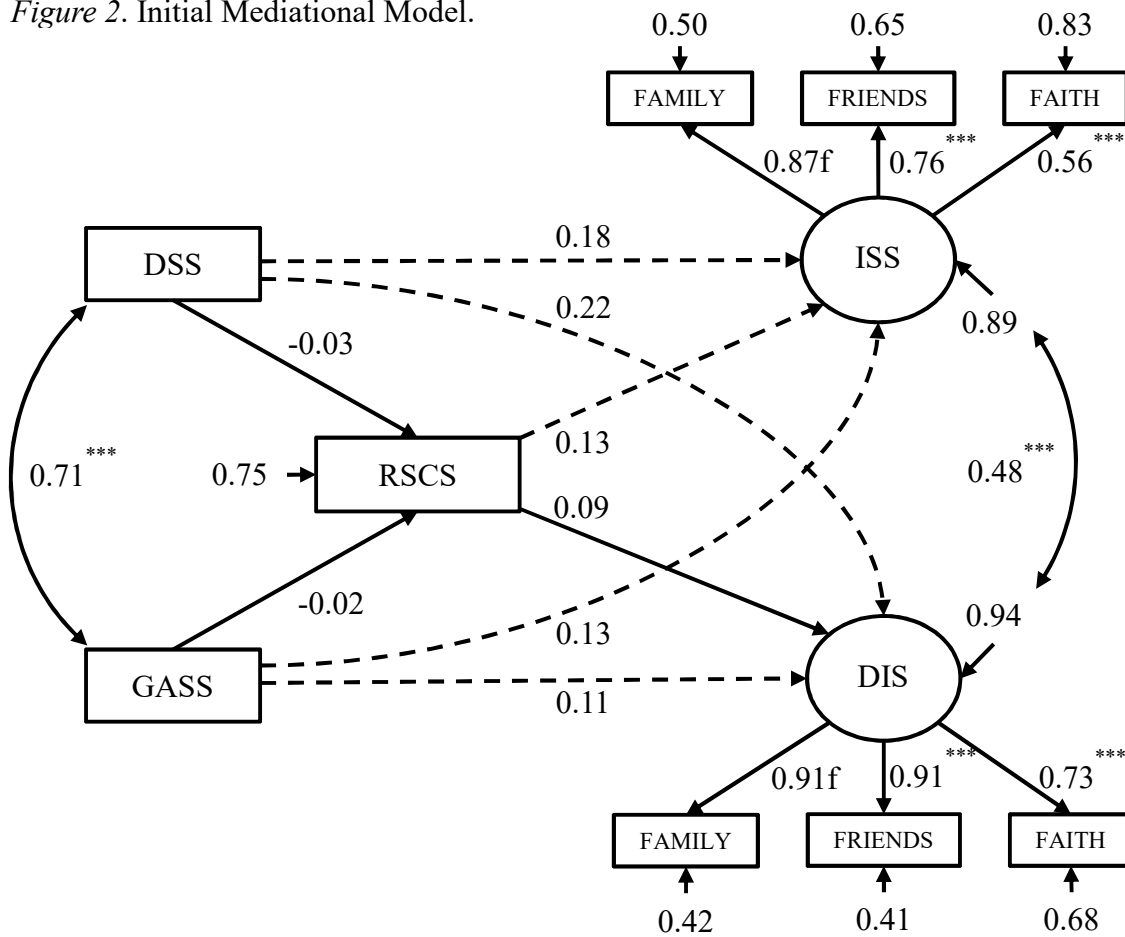 Figure 2. Initial Mediational Model.
0.50 0.65 0.83
FAMILY FRIENDS FAITH
0.87f 0.76*** 0.56***
DSS 0.18 ISS
0.22 0.89
-0.03
0.13
0.71*** 0.75 RSCS 0.48***
0.09
-0.02 0.94
0.13
GASS 0.11 DIS
0.91f 0.91*** 0.73***
FAMILY FRIENDS FAITH
0.42 0.41 0.68